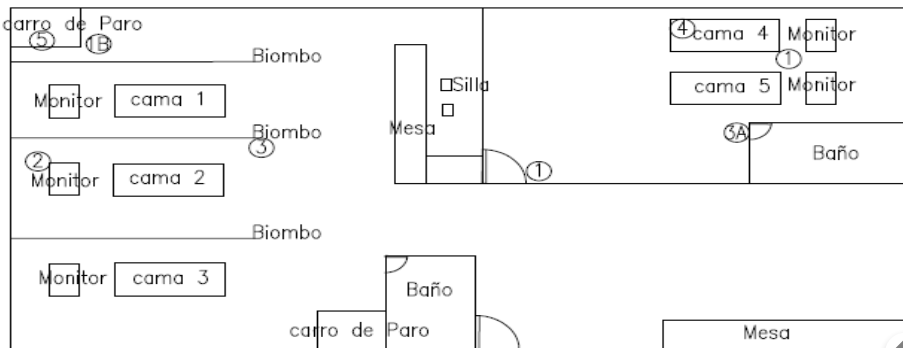 carro de Paro
5
1B
Biombo
Monitor
cama 1
Biombo
3
2
Monitor
cama 2
Biombo
Monitor
cama 3
carro de Paro
Baño
Mesa
Silla
1
4
cama 4
Monitor
1
cama 5
Monitor
3A
Baño
Mesa